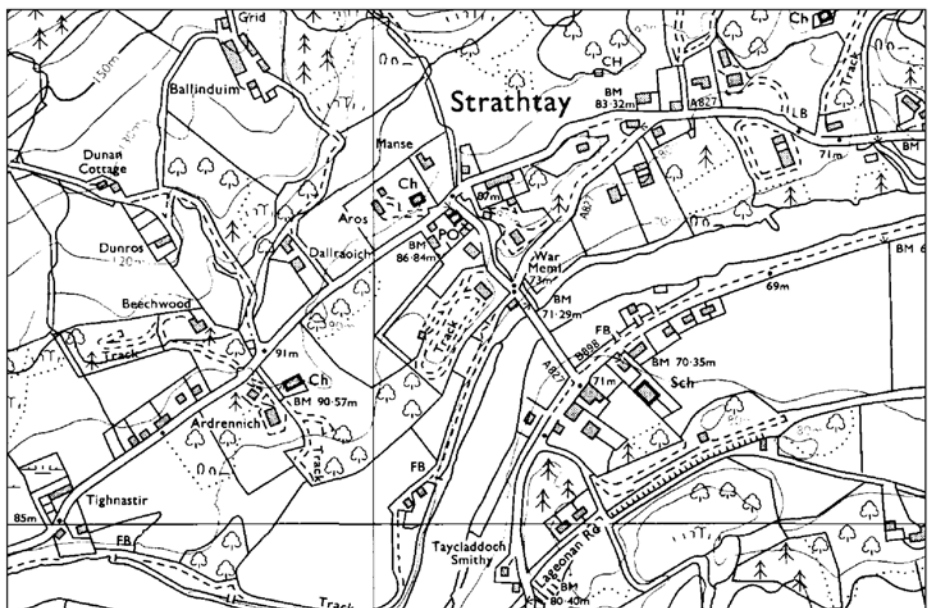 Grid
Ch
150m
CH
Track
Ballinduim
BM
83·32m
A827
Strathtay
LB
71m
BM
Manse
Dunan
Cottage
Ch
87m
A827
Aros
PO
Dunros
120m
Dallraoich
BM
86·84m
War
Meml
73m
BM 6
Beechwood
BM
71·29m
69m
Track
FB
B898
Track
91m
A827
BM 70·35m
Ch
71m
Sch
BM 90·57m
Ardrennich
Track
FB
Tighnastir
85m
FB
Taycladdoch
Smithy
Lageonan Rd
BM
80·40m
Track